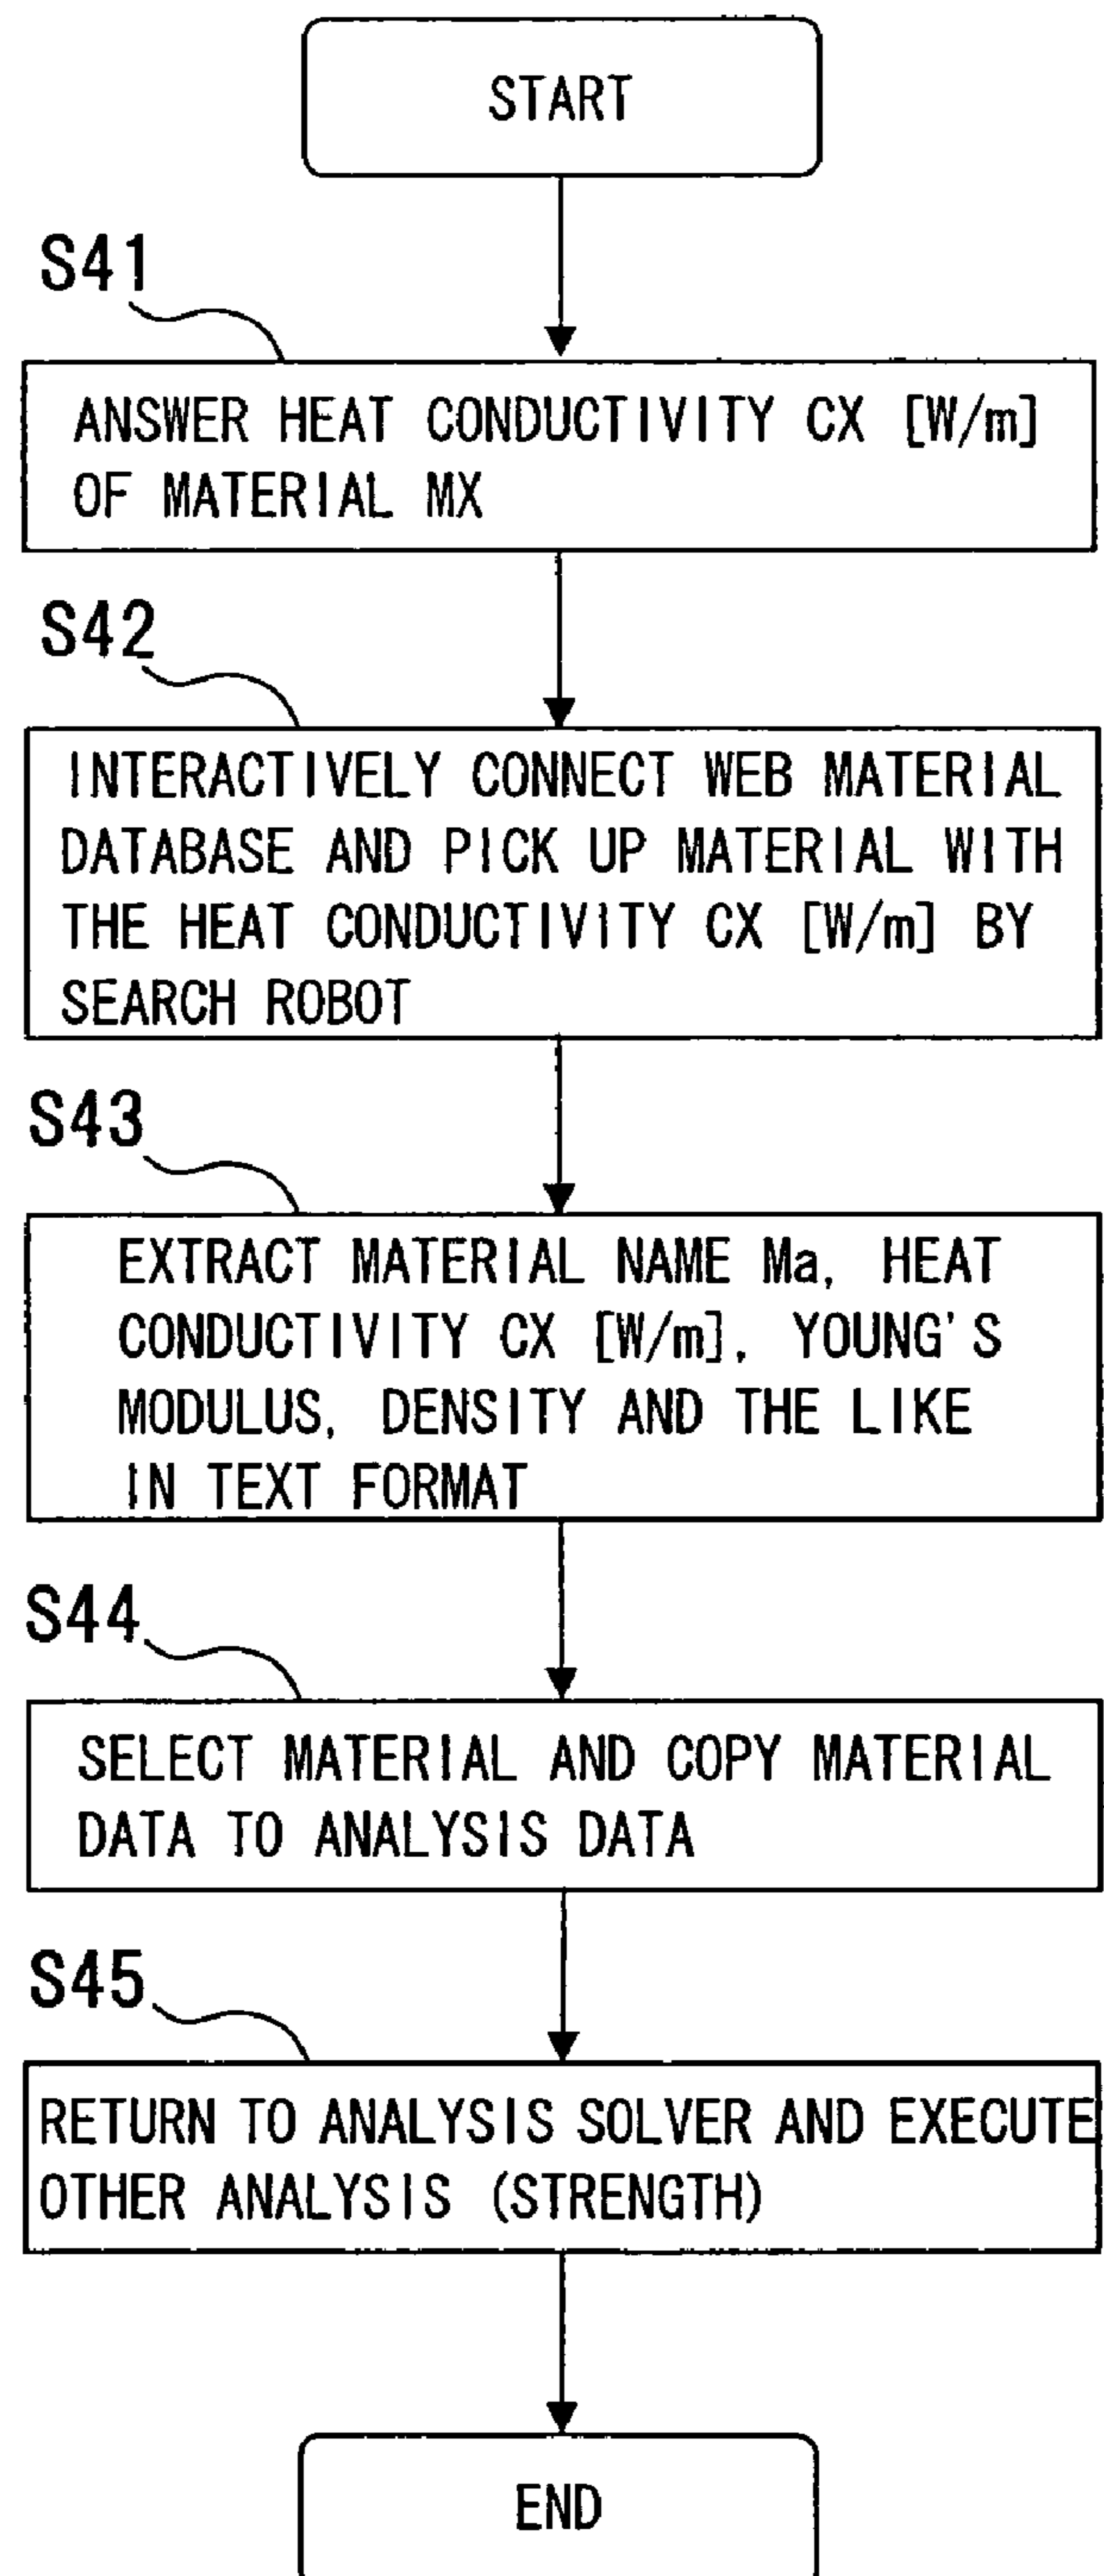 START
S41
ANSWER HEAT CONDUCTIVITY CX [W/m]
OF MATERIAL MX
S42
INTERACTIVELY CONNECT WEB MATERIAL
DATABASE AND PICK UP MATERIAL WITH
THE HEAT CONDUCTIVITY CX [W/m] BY
SEARCH ROBOT
S43
EXTRACT MATERIAL NAME Ma, HEAT
CONDUCTIVITY CX [W/m], YOUNG'S
MODULUS, DENSITY AND THE LIKE
IN TEXT FORMAT
S44
SELECT MATERIAL AND COPY MATERIAL
DATA TO ANALYSIS DATA
S45
RETURN TO ANALYSIS SOLVER AND EXECUTE
OTHER ANALYSIS (STRENGTH)
END